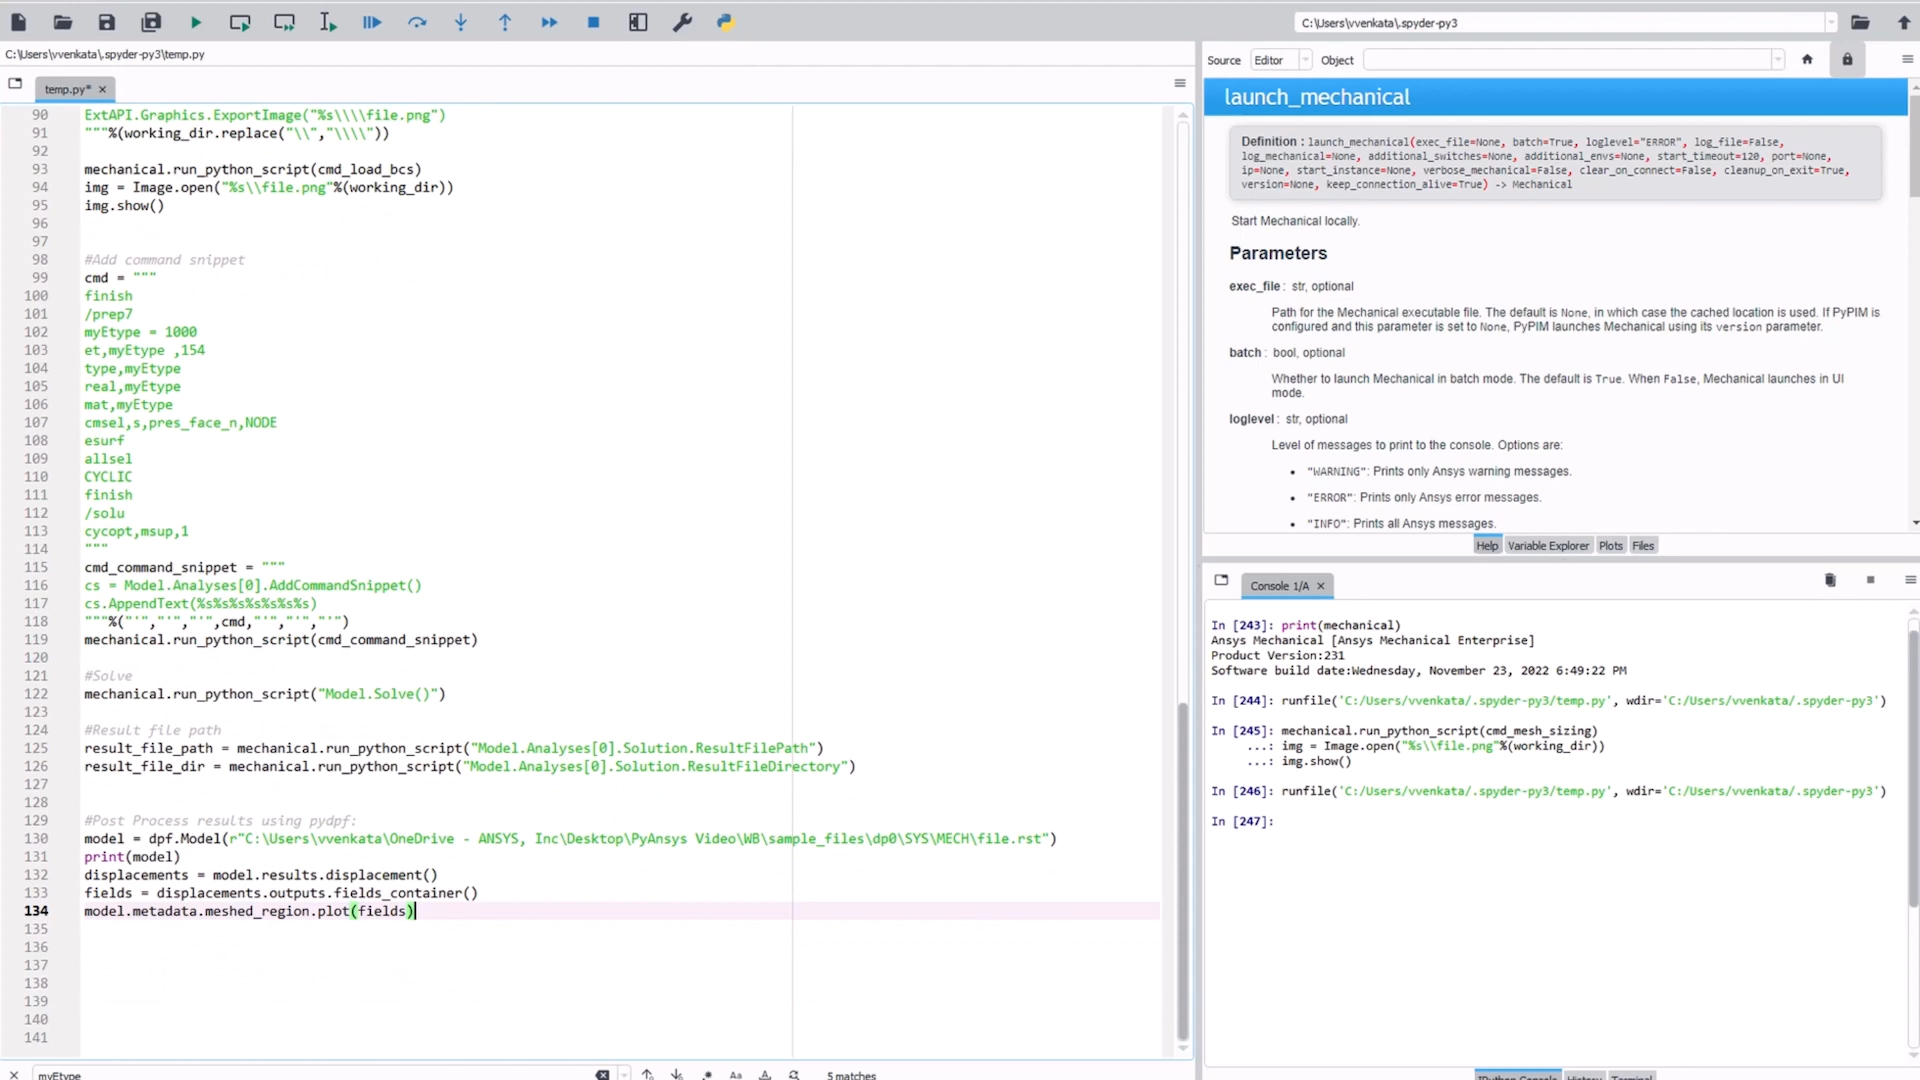 C:\Users\vvenkata\.spyder-py3
C:\Users\vvenkata\.spyder-py3\temp.py
temp.py*
90 ExtAPI.Graphics.ExportImage("%s\\\\file.png")
91 """%(working_dir.replace("\\","\\\\"))
92
93 mechanical.run_python_script(cmd_load_bcs)
94 img = Image.open("%s\\file.png"%(working_dir))
95 img.show()
96
97
98 #Add command snippet
99 cmd = """
100 finish
101 /prep7
102 myEtype = 1000
103 et,myEtype ,154
104 type,myEtype
105 real,myEtype
106 mat,myEtype
107 cmsel,s,pres_face_n,NODE
108 esurf
109 allsel
110 CYCLIC
111 finish
112 /solu
113 cycopt,msup,1
114 """
115 cmd_command_snippet = """
116 cs = Model.Analyses[0].AddCommandSnippet()
117 cs.AppendText(%s%s%s%s%s%s%s)
118 """%("'","'","'",cmd,"'","'","'")
119 mechanical.run_python_script(cmd_command_snippet)
120
121 #Solve
122 mechanical.run_python_script("Model.Solve()")
123
124 #Result file path
125 result_file_path = mechanical.run_python_script("Model.Analyses[0].Solution.ResultFilePath")
126 result_file_dir = mechanical.run_python_script("Model.Analyses[0].Solution.ResultFileDirectory")
127
128
129 #Post Process results using pydpf:
130 model = dpf.Model(r"C:\Users\vvenkata\OneDrive - ANSYS, Inc\Desktop\PyAnsys Video\WB\sample_files\dp0\SYS\MECH\file.rst")
131 print(model)
132 displacements = model.results.displacement()
133 fields = displacements.outputs.fields_container()
134 model.metadata.meshed_region.plot(fields)
135
136
137
138
139
140
141
myEtype
Aa
5 matches
Source Editor Object
launch_mechanical
Definition : launch_mechanical(exec_file=None, batch=True, loglevel="ERROR", log_file=False,
log_mechanical=None, additional_switches=None, additional_envs=None, start_timeout=120, port=None,
ip=None, start_instance=None, verbose_mechanical=False, clear_on_connect=False, cleanup_on_exit=True,
version=None, keep_connection_alive=True) -> Mechanical
Start Mechanical locally.
Parameters
exec_file : str, optional
Path for the Mechanical executable file. The default is None, in which case the cached location is used. If PyPIM is
configured and this parameter is set to None, PyPIM launches Mechanical using its version parameter.
batch : bool, optional
Whether to launch Mechanical in batch mode. The default is True. When False, Mechanical launches in UI
mode.
loglevel : str, optional
Level of messages to print to the console. Options are:
• "WARNING": Prints only Ansys warning messages.
• "ERROR": Prints only Ansys error messages.
• "INFO": Prints all Ansys messages.
Help Variable Explorer Plots Files
Console 1/A
In [243]: print(mechanical)
Ansys Mechanical [Ansys Mechanical Enterprise]
Product Version:231
Software build date:Wednesday, November 23, 2022 6:49:22 PM
In [244]: runfile('C:/Users/vvenkata/.spyder-py3/temp.py', wdir='C:/Users/vvenkata/.spyder-py3')
In [245]: mechanical.run_python_script(cmd_mesh_sizing)
...: img = Image.open("%s\\file.png"%(working_dir))
...: img.show()
In [246]: runfile('C:/Users/vvenkata/.spyder-py3/temp.py', wdir='C:/Users/vvenkata/.spyder-py3')
In [247]:
IPython Console History Terminal